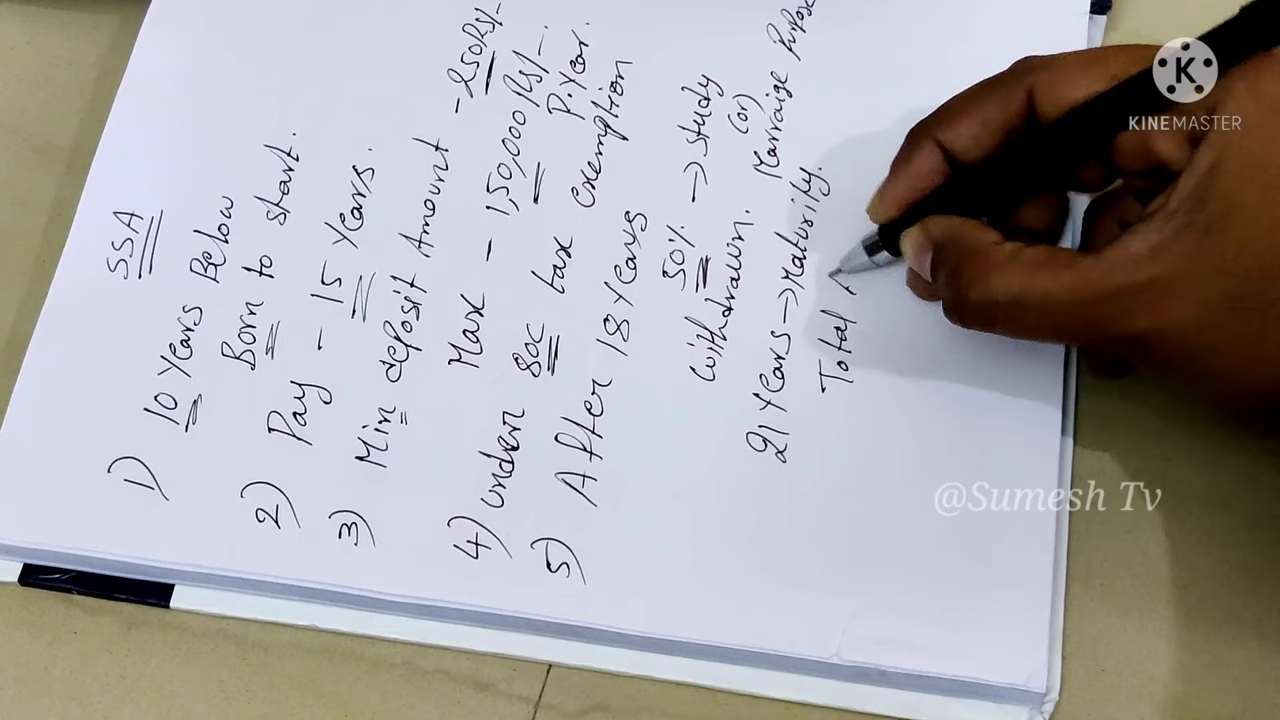 SSA
1) 10 Years Below
Born to start.
2) Pay - 15 Years.
3) Min deposit Amount - 250Rs/-
Max - 1,50,000 Rs/-.
P.Year.
4) Under 80C tax exemption
5) After 18 Years
50% → Study
(or)
Withdrawn. Marraige Purpose
21 Years → Maturity.
Total
K
KINEMASTER
@Sumesh Tv